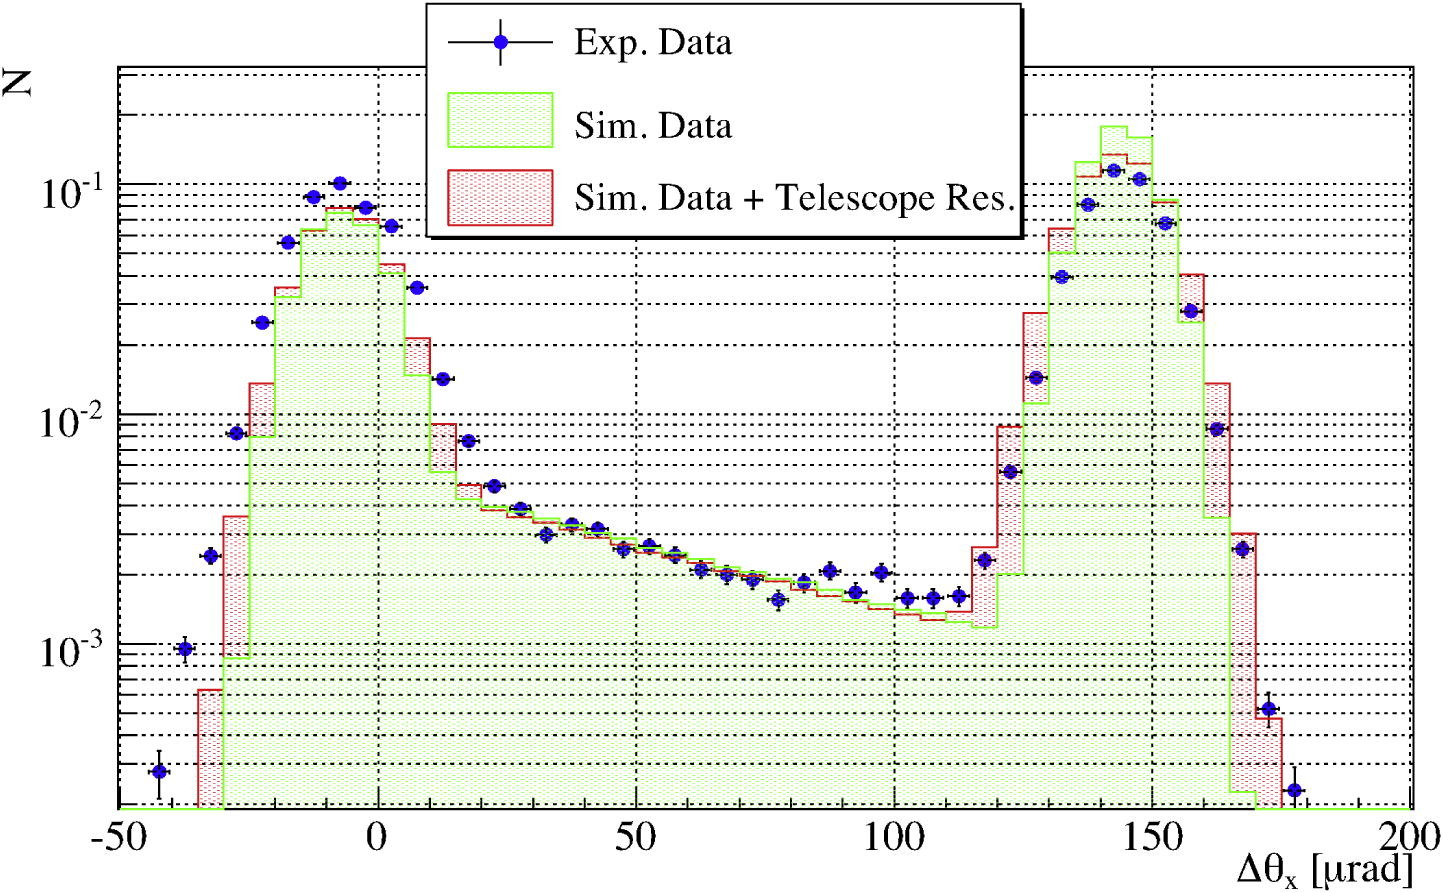 Exp. Data
Sim. Data
Sim. Data + Telescope Res.
N
10-1
10-2
10-3
-50 0 50 100 150 200
Δθx [μrad]